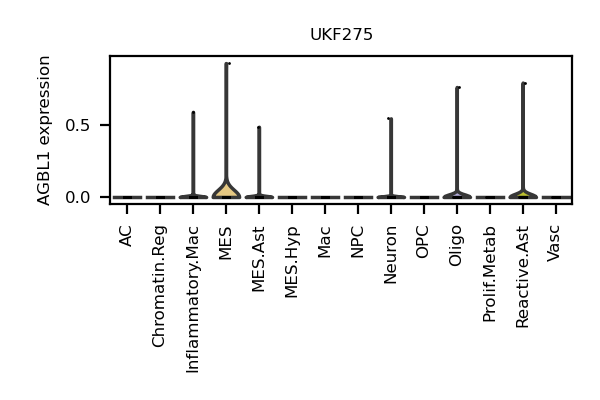 UKF275
AGBL1 expression
0.5
0.0
AC
Chromatin.Reg
Inflammatory.Mac
MES
MES.Ast
MES.Hyp
Mac
NPC
Neuron
OPC
Oligo
Prolif.Metab
Reactive.Ast
Vasc